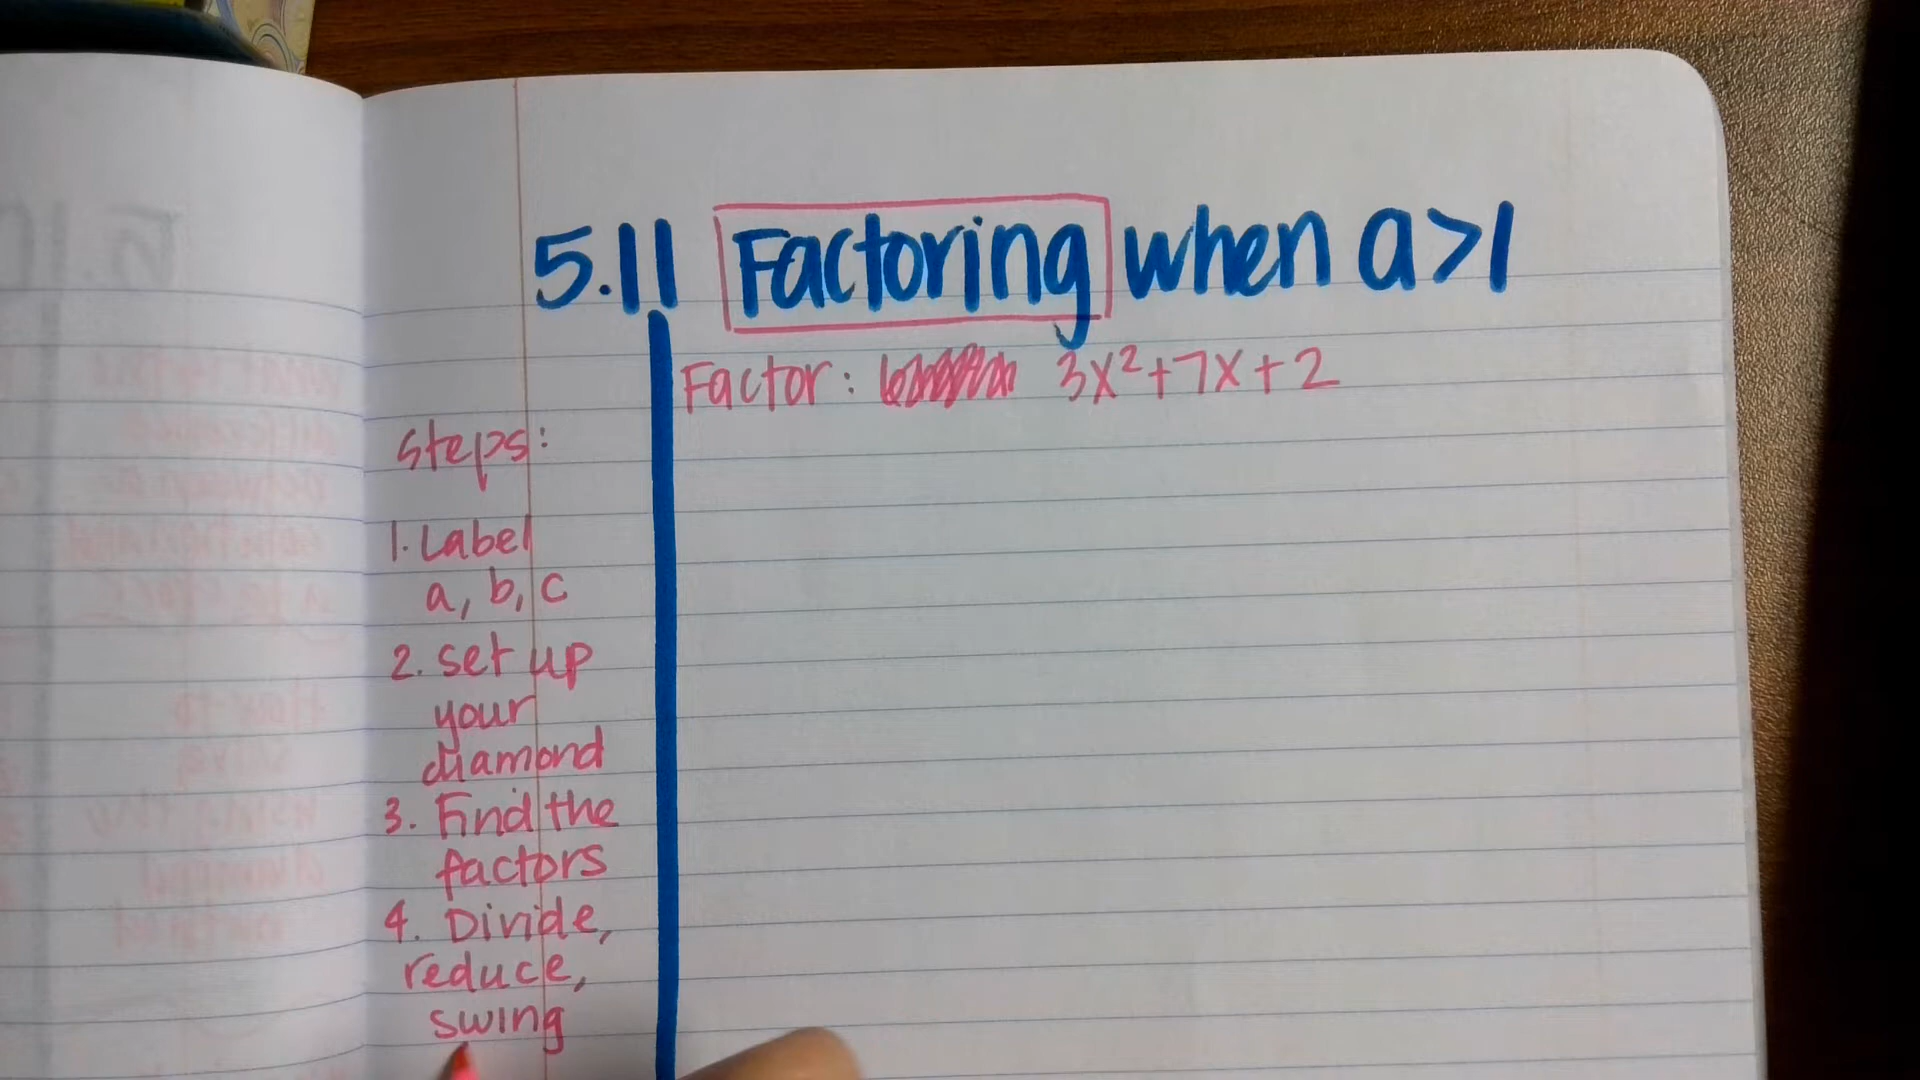 5.11 Factoring when a>1
Factor: 3x²+7x+2
Steps:
1. Label
a, b, c
2. set up
your
diamond
3. Find the
factors
4. Divide,
reduce,
swing